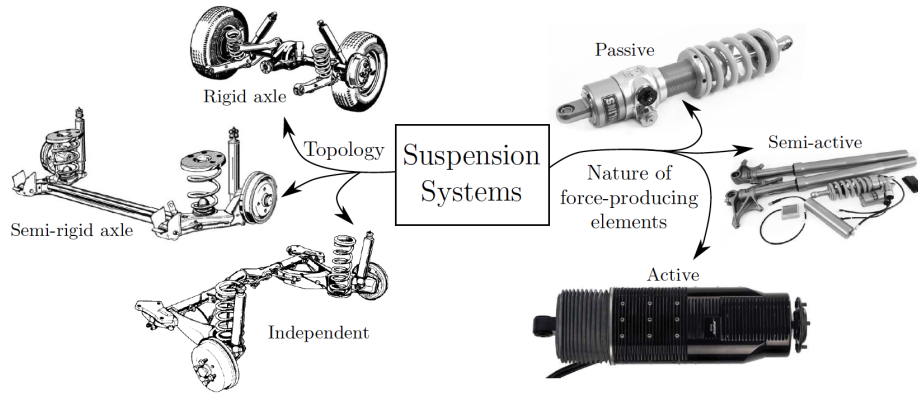 Passive
Rigid axle
Semi-active
Topology
Suspension
Systems
Nature of
force-producing
elements
Semi-rigid axle
Active
Independent